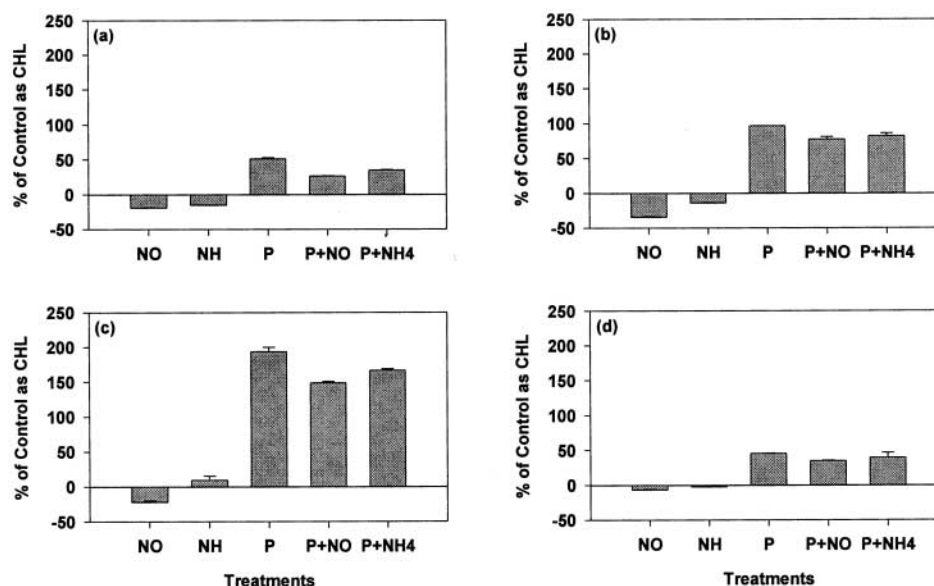 (a)
% of Control as CHL
250
200
150
100
50
0
-50
NO NH P P+NO P+NH4
(b)
% of Control as CHL
250
200
150
100
50
0
-50
NO NH P P+NO P+NH4
(c)
% of Control as CHL
250
200
150
100
50
0
-50
NO NH P P+NO P+NH4
Treatments
(d)
% of Control as CHL
250
200
150
100
50
0
-50
NO NH P P+NO P+NH4
Treatments